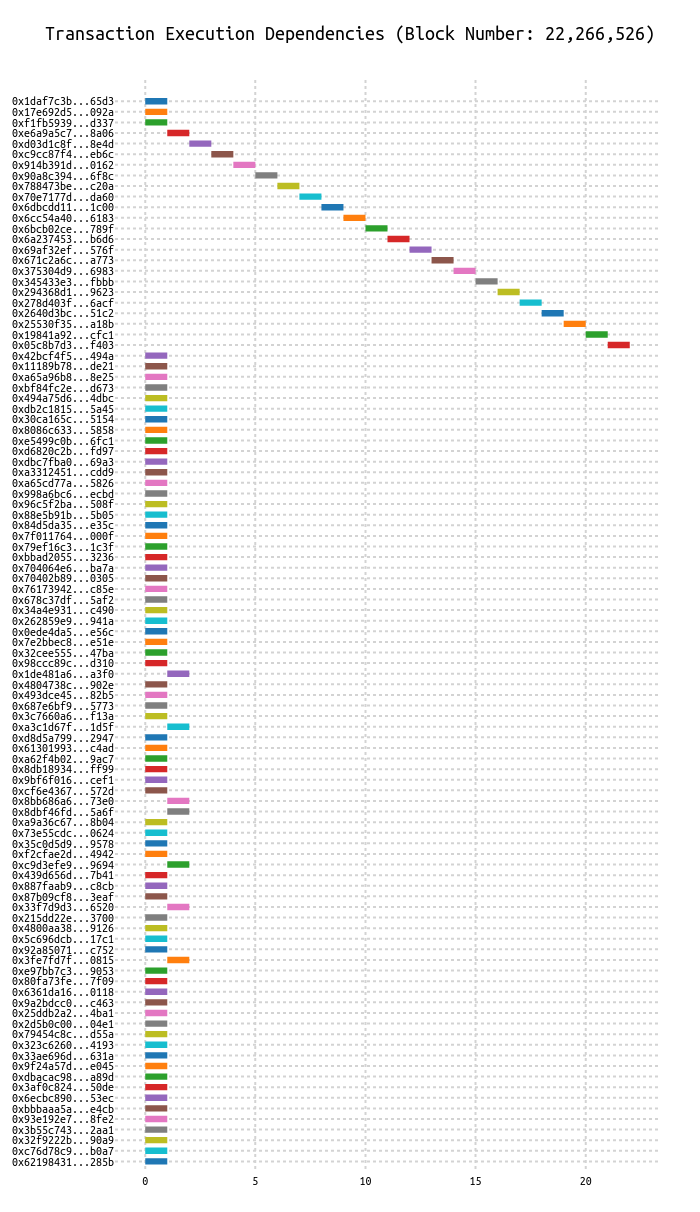 Transaction Execution Dependencies (Block Number: 22,266,526)
0x1daf7c3b...65d3
0x17e692d5...092a
0xf1fb5939...d337
0xe6a9a5c7...8a06
0xd03d1c8f...8e4d
0xc9cc87f4...eb6c
0x914b391d...0162
0x90a8c394...6f8c
0x788473be...c20a
0x70e7177d...da60
0x6dbcdd11...1c00
0x6cc54a40...6183
0x6bcb02ce...789f
0x6a237453...b6d6
0x69af32ef...576f
0x671c2a6c...a773
0x375304d9...6983
0x345433e3...fbbb
0x294368d1...9623
0x278d403f...6acf
0x2640d3bc...51c2
0x25530f35...a18b
0x19841a92...cfc1
0x05c8b7d3...f403
0x42bcf4f5...494a
0x11189b78...de21
0xa65a96b8...8e25
0xbf84fc2e...d673
0x494a75d6...4dbc
0xdb2c1815...5a45
0x30ca165c...5154
0x8086c633...5858
0xe5499c0b...6fc1
0xd6820c2b...fd97
0xdbc7fba0...69a3
0xa3312451...cdd9
0xa65cd77a...5826
0x998a6bc6...ecbd
0x96c5f2ba...508f
0x88e5b91b...5b05
0x84d5da35...e35c
0x7f011764...000f
0x79ef16c3...1c3f
0xbbad2055...3236
0x704064e6...ba7a
0x70402b89...0305
0x76173942...c85e
0x678c37df...5af2
0x34a4e931...c490
0x262859e9...941a
0x0ede4da5...e56c
0x7e2bbec8...e51e
0x32cee555...47ba
0x98ccc89c...d310
0x1de481a6...a3f0
0x4804738c...902e
0x493dce45...82b5
0x687e6bf9...5773
0x3c7660a6...f13a
0xa3c1d67f...1d5f
0xd8d5a799...2947
0x61301993...c4ad
0xa62f4b02...9ac7
0x8db18934...ff99
0x9bf6f016...cef1
0xcf6e4367...572d
0x8bb686a6...73e0
0x8dbf46fd...5a6f
0xa9a36c67...8b04
0x73e55cdc...0624
0x35c0d5d9...9578
0xf2cfae2d...4942
0xc9d3efe9...9694
0x439d656d...7b41
0x887faab9...c8cb
0x87b09cf8...3eaf
0x33f7d9d3...6520
0x215dd22e...3700
0x4800aa38...9126
0x5c696dcb...17c1
0x92a85071...c752
0x3fe7fd7f...0815
0xe97bb7c3...9053
0x80fa73fe...7f09
0x6361da16...0118
0x9a2bdcc0...c463
0x25ddb2a2...4ba1
0x2d5b0c00...04e1
0x79454c8c...d55a
0x323c6260...4193
0x33ae696d...631a
0x9f24a57d...e045
0xdbacac98...a89d
0x3af0c824...50de
0x6ecbc890...53ec
0xbbbaaa5a...e4cb
0x93e192e7...8fe2
0x3b55c743...2aa1
0x32f9222b...90a9
0xc76d78c9...b0a7
0x62198431...285b
0 5 10 15 20